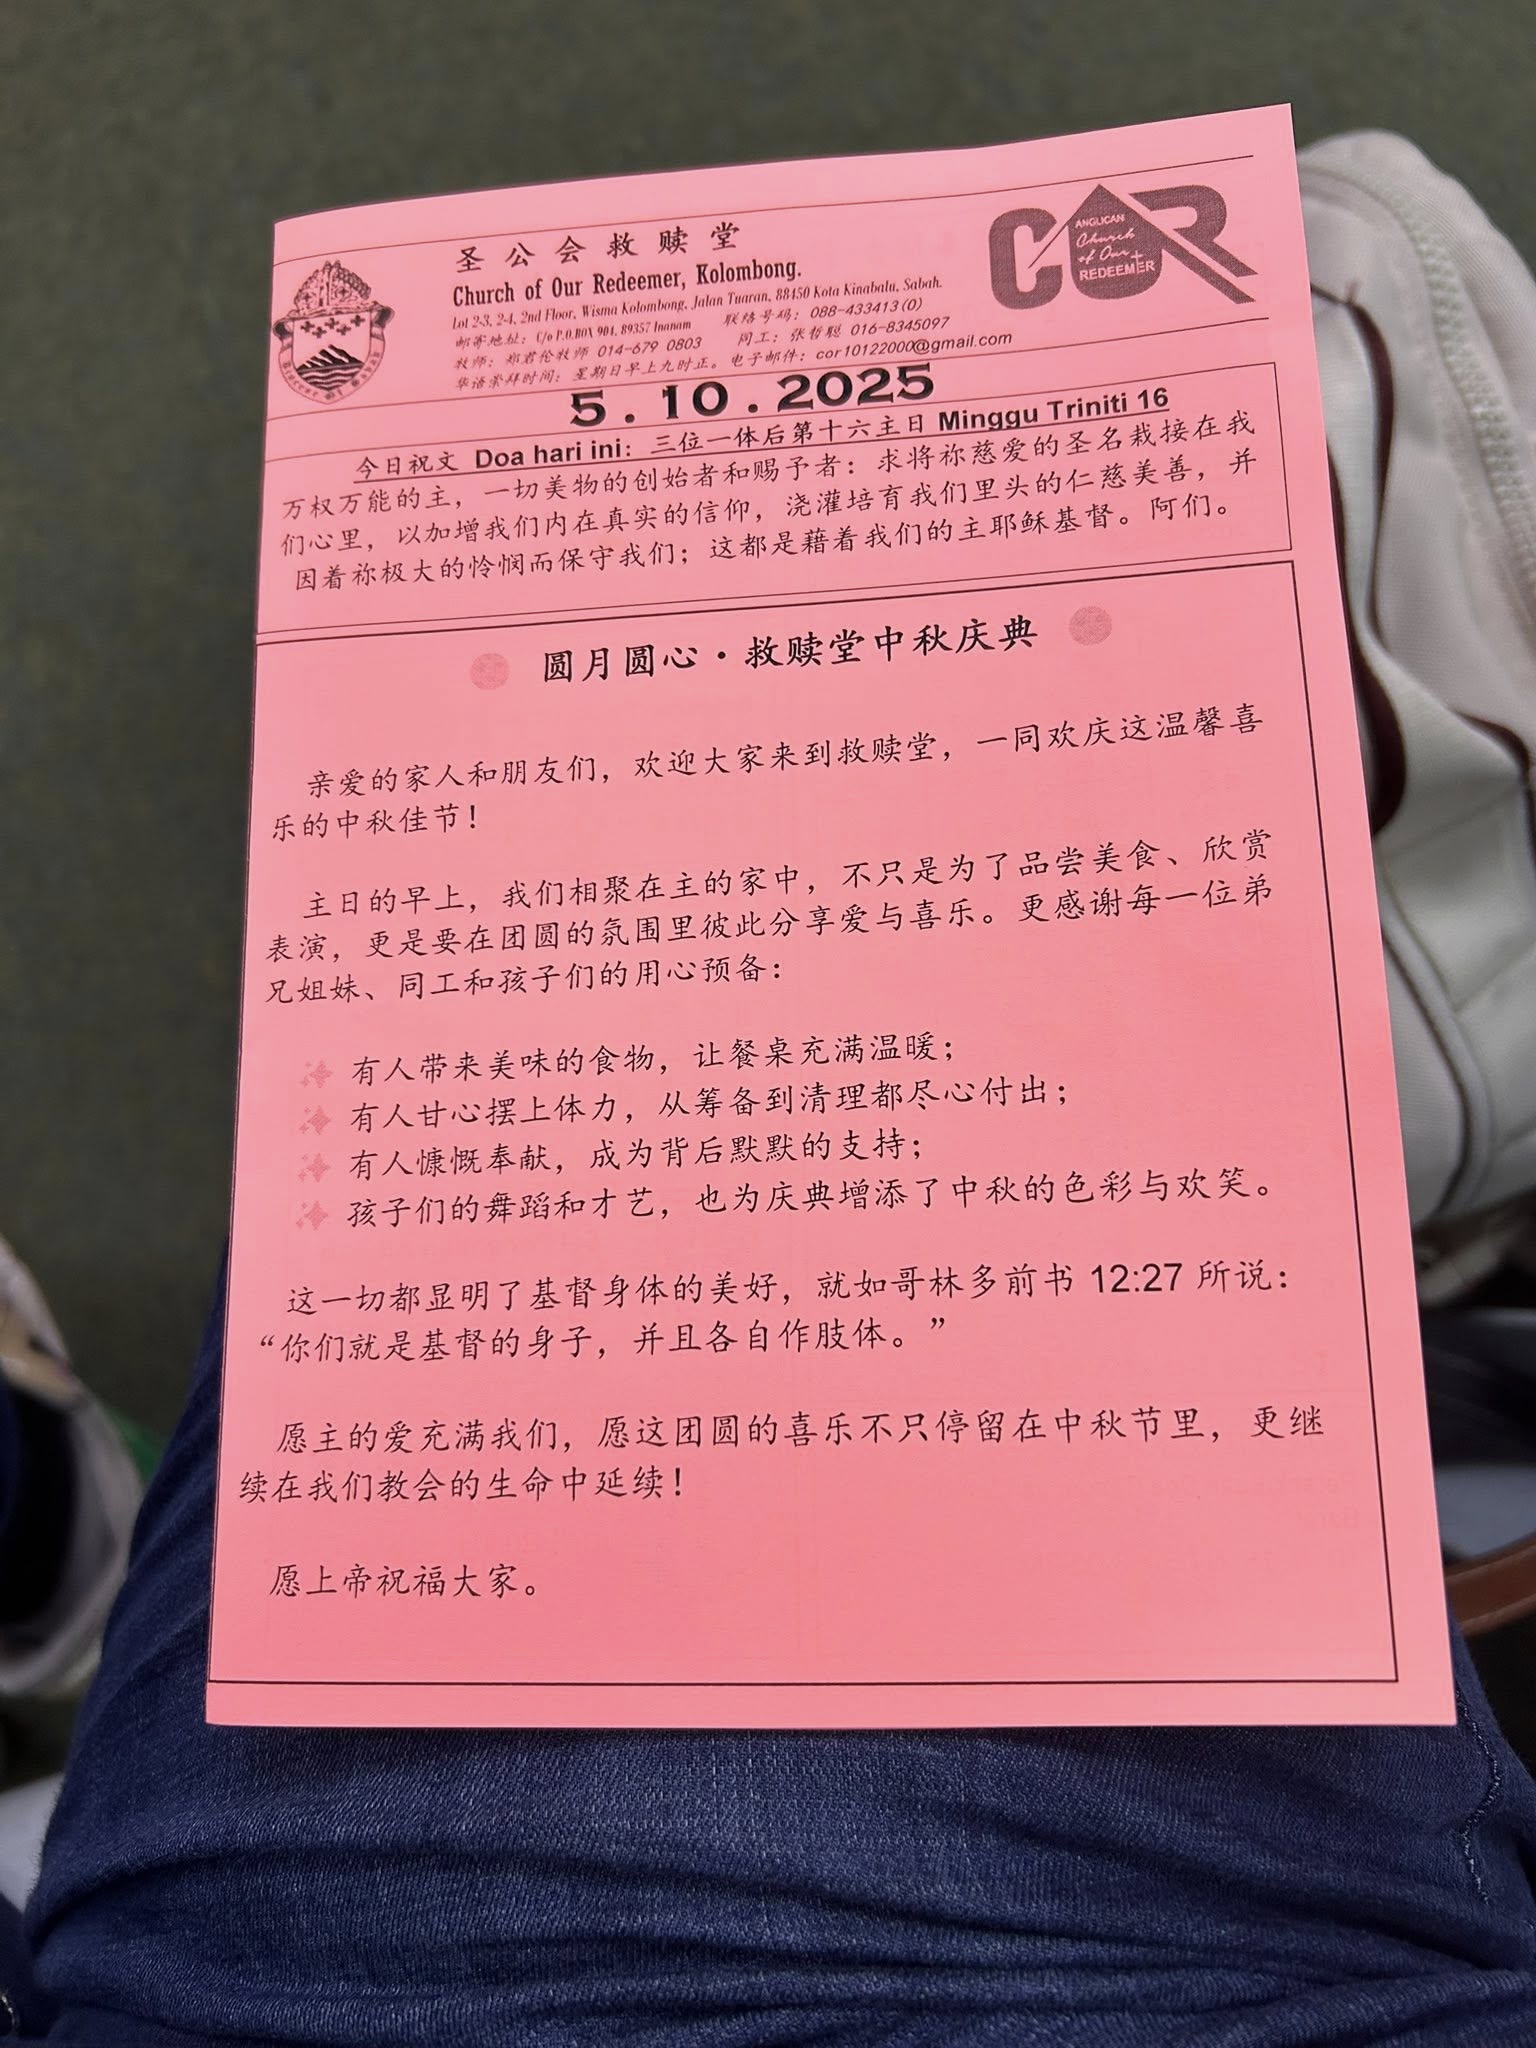 圣公会救赎堂
Church of Our Redeemer, Kolombong.
Lot 2-3, 2-4, 2nd Floor, Wisma Kolombong, Jalan Tuaran, 88450 Kota Kinabalu, Sabah.
邮寄地址：C/o P.O.BOX 904, 89357 Inanam 联络号码：088-433413(O)
牧师：郑君伦牧师 014-679 0803 同工：张哲聪 016-8345097
华语崇拜时间：星期日早上九时正。电子邮件：cor10122000@gmail.com
Diocese Of Sabah
COR
ANGLICAN
Church
of Our
REDEEMER
5.10.2025
今日祝文 Doa hari ini：三位一体后第十六主日 Minggu Triniti 16
万权万能的主，一切美物的创始者和赐予者：求将祢慈爱的圣名栽接在我
们心里，以加增我们内在真实的信仰，浇灌培育我们里头的仁慈美善，并
因着祢极大的怜悯而保守我们；这都是藉着我们的主耶稣基督。阿们。
圆月圆心·救赎堂中秋庆典
亲爱的家人和朋友们，欢迎大家来到救赎堂，一同欢庆这温馨喜
乐的中秋佳节！
主日的早上，我们相聚在主的家中，不只是为了品尝美食、欣赏
表演，更是要在团圆的氛围里彼此分享爱与喜乐。更感谢每一位弟
兄姐妹、同工和孩子们的用心预备：
有人带来美味的食物，让餐桌充满温暖；
有人甘心摆上体力，从筹备到清理都尽心付出；
有人慷慨奉献，成为背后默默的支持；
孩子们的舞蹈和才艺，也为庆典增添了中秋的色彩与欢笑。
这一切都显明了基督身体的美好，就如哥林多前书 12:27 所说：
“你们就是基督的身子，并且各自作肢体。”
愿主的爱充满我们，愿这团圆的喜乐不只停留在中秋节里，更继
续在我们教会的生命中延续！
愿上帝祝福大家。